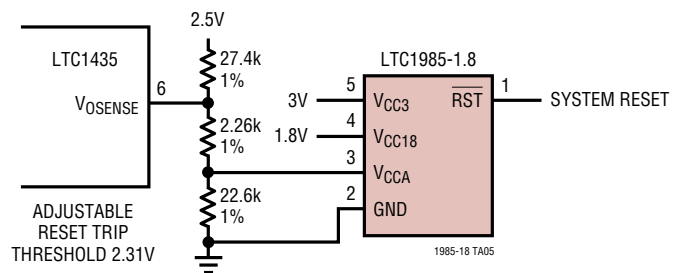 2.5V
LTC1435
27.4k
1%
LTC1985-1.8
6
VOSENSE
5
3V
VCC3
RST
1
SYSTEM RESET
2.26k
1%
4
1.8V
VCC18
3
VCCA
22.6k
1%
2
GND
ADJUSTABLE
RESET TRIP
THRESHOLD 2.31V
1985-18 TA05